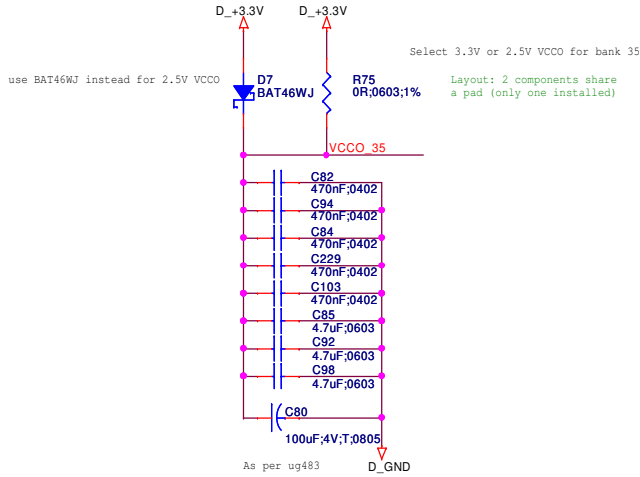 D_+3.3V
D_+3.3V
Select 3.3V or 2.5V VCCO for bank 35
use BAT46WJ instead for 2.5V VCCO
D7
BAT46WJ
R75
0R;0603;1%
Layout: 2 components share
a pad (only one installed)
VCCO_35
C82
470nF;0402
C94
470nF;0402
C84
470nF;0402
C229
470nF;0402
C103
470nF;0402
C85
4.7uF;0603
C92
4.7uF;0603
C98
4.7uF;0603
C80
100uF;4V;T;0805
As per ug483
D_GND